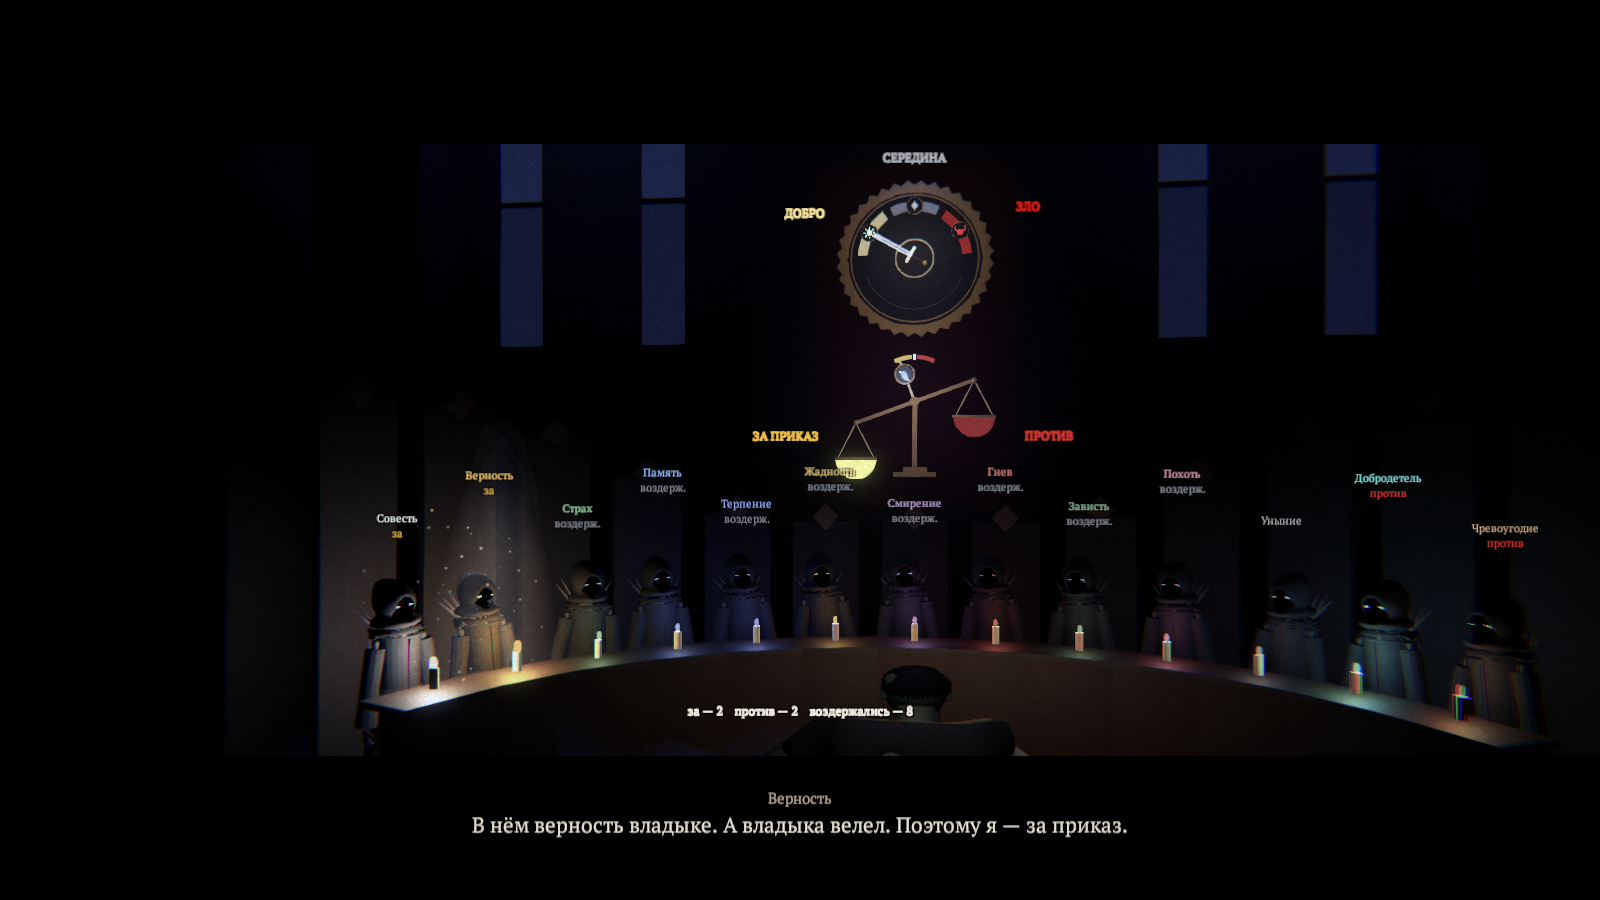 СЕРЕДИНА
ДОБРО
ЗЛО
ЗА ПРИКАЗ
ПРОТИВ
Верность
за
Память
воздерж.
Жадность
воздерж.
Гнев
воздерж.
Похоть
воздерж.
Добродетель
против
Совесть
за
Страх
воздерж.
Терпение
воздерж.
Смирение
воздерж.
Зависть
воздерж.
Уныние
Чревоугодие
против
за — 2 против — 2 воздержались — 8
Верность
В нём верность владыке. А владыка велел. Поэтому я — за приказ.